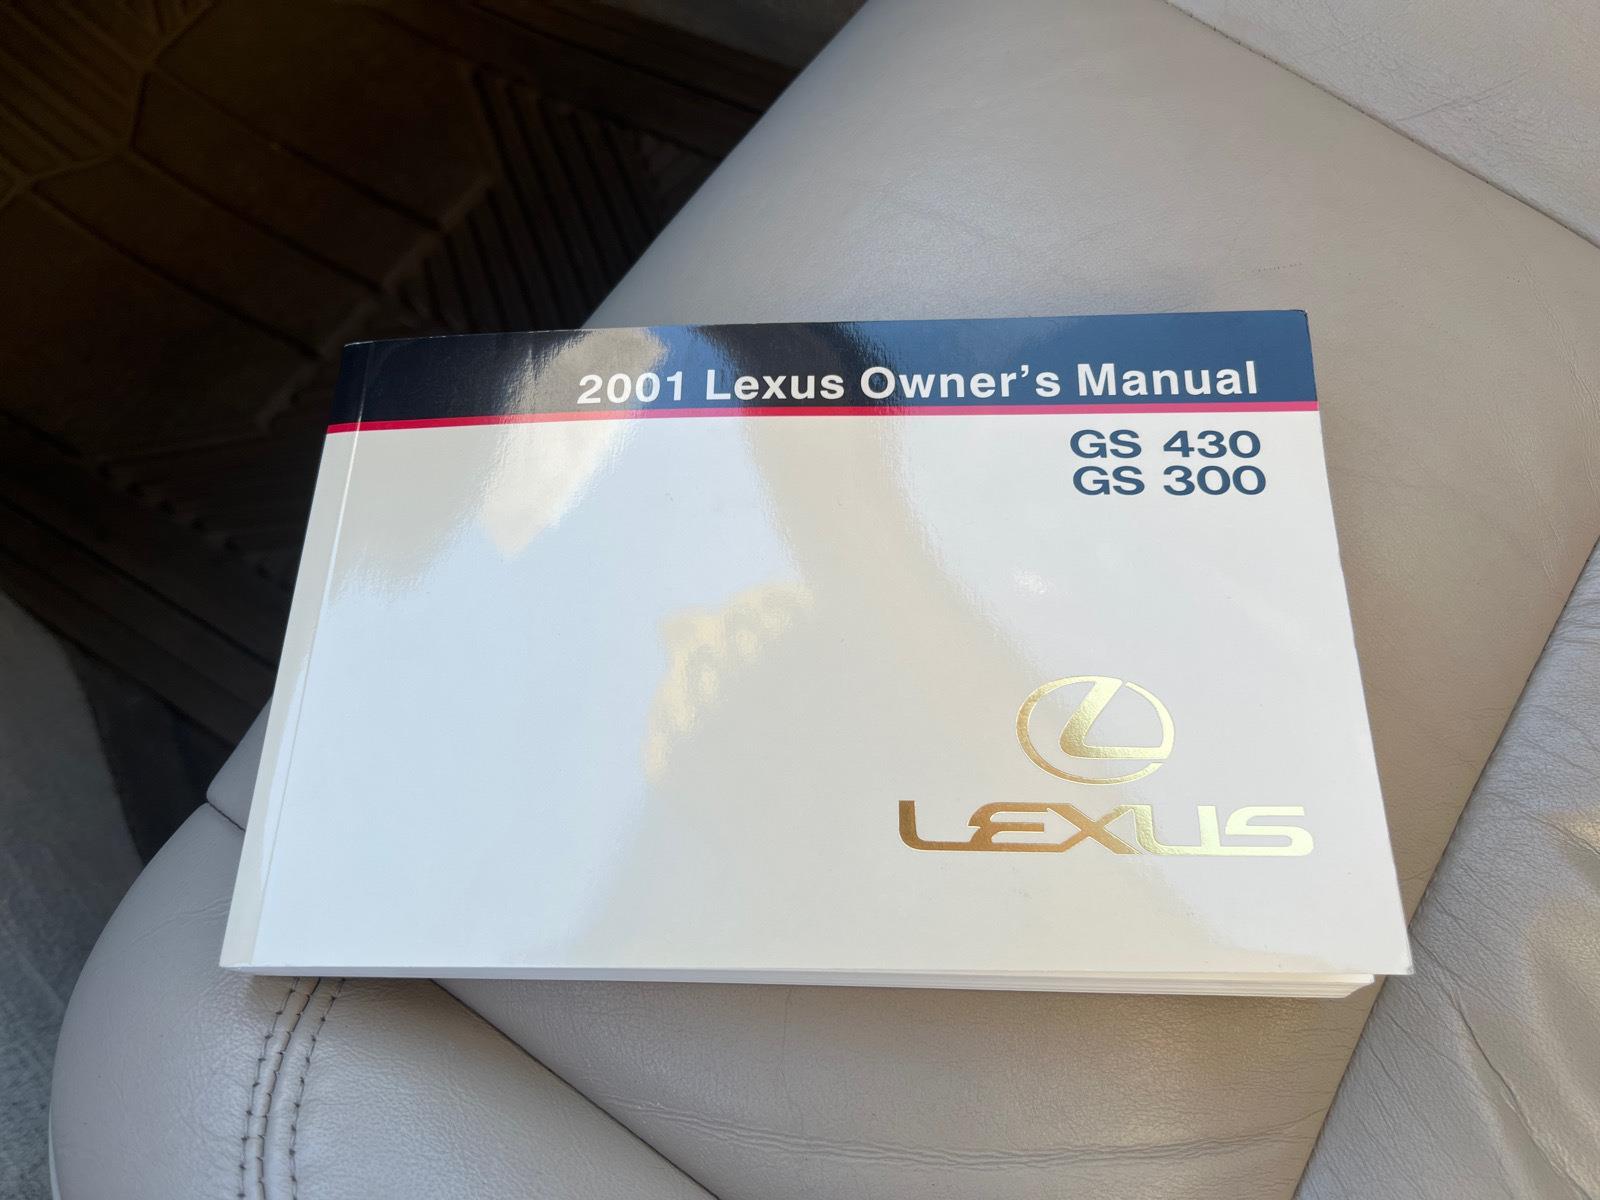 2001 Lexus Owner's Manual
GS 430
GS 300
LEXUS